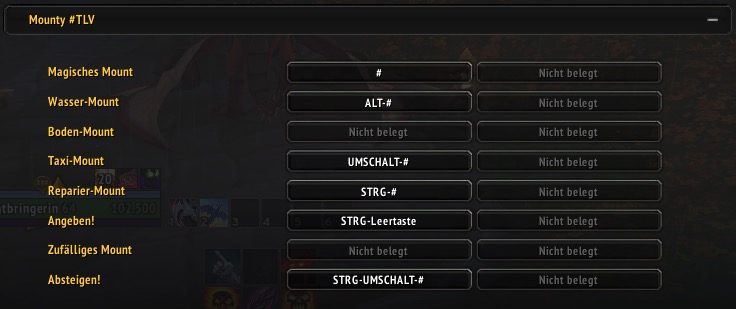 Mounty #TLV
Magisches Mount # Nicht belegt
Wasser-Mount ALT-# Nicht belegt
Boden-Mount Nicht belegt Nicht belegt
Taxi-Mount UMSCHALT-# Nicht belegt
Reparier-Mount STRG-# Nicht belegt
Angeben! STRG-Leertaste Nicht belegt
Zufälliges Mount Nicht belegt Nicht belegt
Absteigen! STRG-UMSCHALT-# Nicht belegt
20